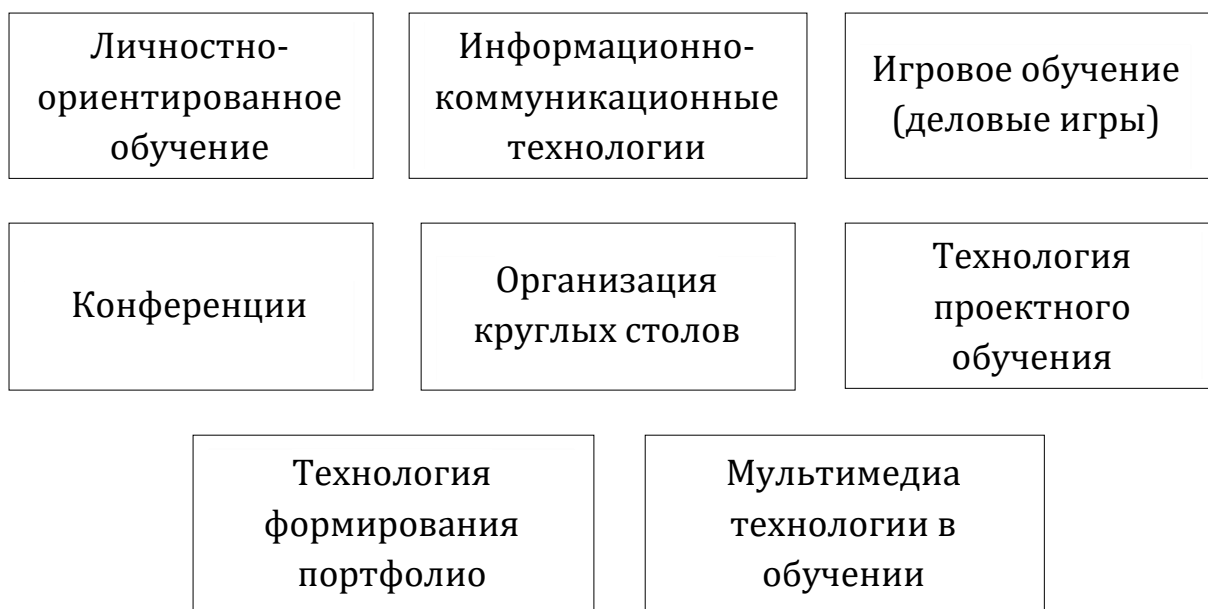 Личностно-
ориентированное
обучение
Информационно-
коммуникационные
технологии
Игровое обучение
(деловые игры)
Конференции
Организация
круглых столов
Технология
проектного
обучения
Технология
формирования
портфолио
Мультимедиа
технологии в
обучении